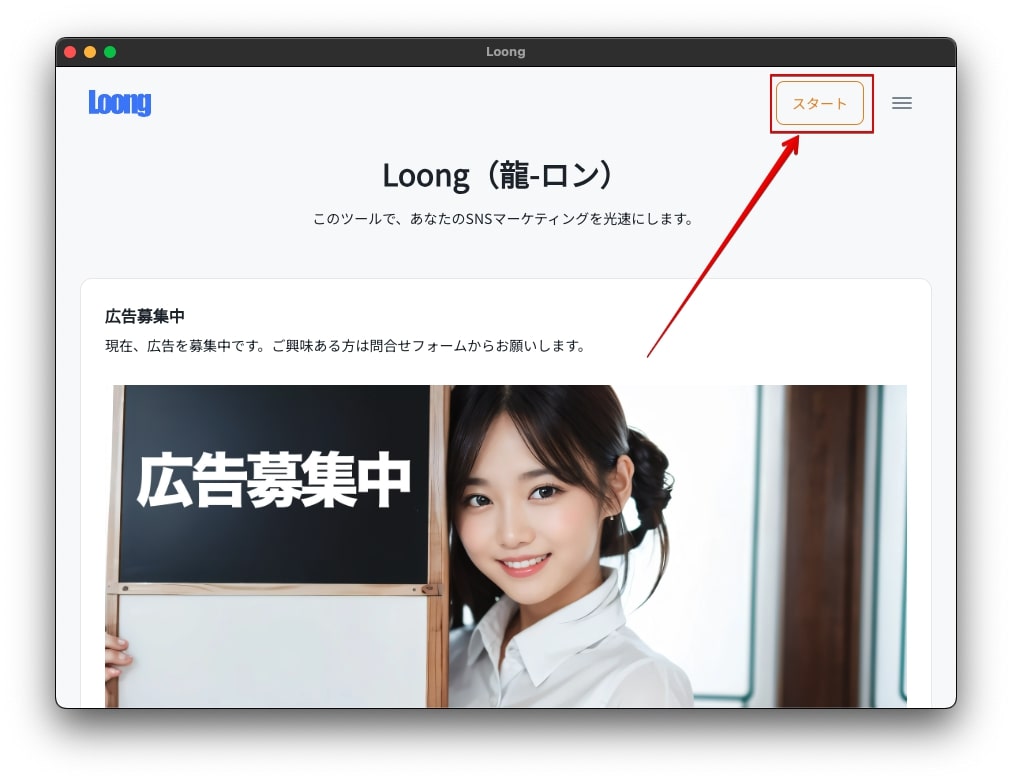 Loong
Loong
スタート
Loong（龍-ロン）
このツールで、あなたのSNSマーケティングを光速にします。
広告募集中
現在、広告を募集中です。ご興味ある方は問合せフォームからお願いします。
広告募集中